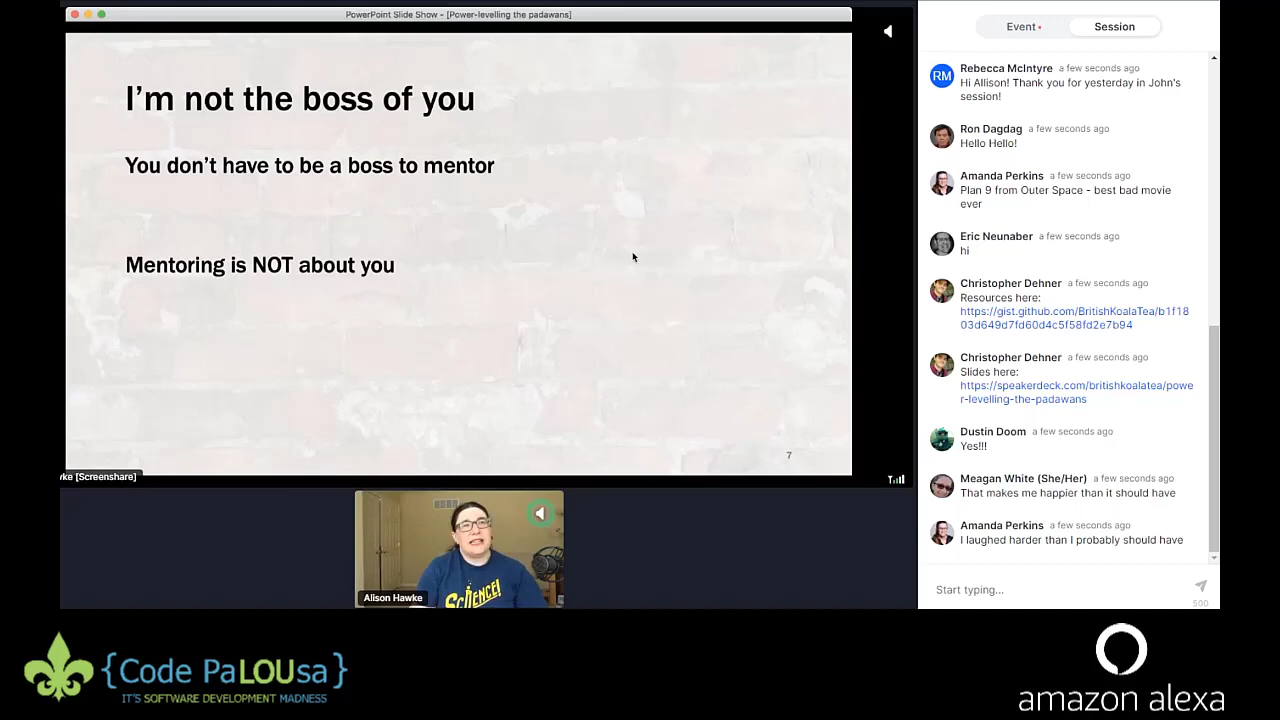 PowerPoint Slide Show - [Power-levelling the padawans]
I'm not the boss of you
You don't have to be a boss to mentor
Mentoring is NOT about you
7
[Screenshare]
Alison Hawke
SCIENCE!
Event
Session
RM
Rebecca McIntyre a few seconds ago
Hi Allison! Thank you for yesterday in John's
session!
Ron Dagdag a few seconds ago
Hello Hello!
Amanda Perkins a few seconds ago
Plan 9 from Outer Space - best bad movie
ever
Eric Neunaber a few seconds ago
hi
Christopher Dehner a few seconds ago
Resources here:
https://gist.github.com/BritishKoalaTea/b1f18
03d649d7fd60d4c5f58fd2e7b94
Christopher Dehner a few seconds ago
Slides here:
https://speakerdeck.com/britishkoalatea/powe
r-levelling-the-padawans
Dustin Doom a few seconds ago
Yes!!!
Meagan White (She/Her) a few seconds ago
That makes me happier than it should have
Amanda Perkins a few seconds ago
I laughed harder than I probably should have
Start typing...
500
{Code PaLOUsa}
IT'S SOFTWARE DEVELOPMENT MADNESS
amazon alexa